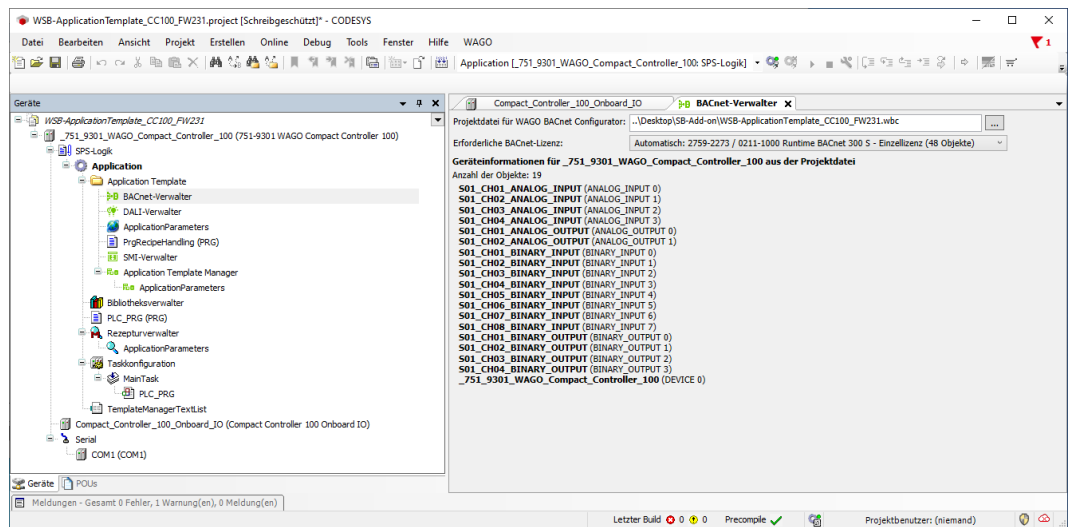 WSB-ApplicationTemplate_CC100_FW231.project [Schreibgeschützt]* - CODESYS
Datei Bearbeiten Ansicht Projekt Erstellen Online Debug Tools Fenster Hilfe WAGO
1
Application [_751_9301_WAGO_Compact_Controller_100: SPS-Logik]
Geräte
WSB-ApplicationTemplate_CC100_FW231
_751_9301_WAGO_Compact_Controller_100 (751-9301 WAGO Compact Controller 100)
SPS-Logik
Application
Application Template
BACnet-Verwalter
DALI-Verwalter
ApplicationParameters
PrgRecipeHandling (PRG)
SMI-Verwalter
Application Template Manager
ApplicationParameters
Bibliotheksverwalter
PLC_PRG (PRG)
Rezepturverwalter
ApplicationParameters
Taskkonfiguration
MainTask
PLC_PRG
TemplateManagerTextList
Compact_Controller_100_Onboard_IO (Compact Controller 100 Onboard IO)
Serial
COM1 (COM1)
Geräte POUs
Compact_Controller_100_Onboard_IO BACnet-Verwalter
Projektdatei für WAGO BACnet Configurator: ..\Desktop\SB-Add-on\WSB-ApplicationTemplate_CC100_FW231.wbc ...
Erforderliche BACnet-Lizenz: Automatisch: 2759-2273 / 0211-1000 Runtime BACnet 300 S - Einzellizenz (48 Objekte)
Geräteinformationen für _751_9301_WAGO_Compact_Controller_100 aus der Projektdatei
Anzahl der Objekte: 19
S01_CH01_ANALOG_INPUT (ANALOG_INPUT 0)
S01_CH02_ANALOG_INPUT (ANALOG_INPUT 1)
S01_CH03_ANALOG_INPUT (ANALOG_INPUT 2)
S01_CH04_ANALOG_INPUT (ANALOG_INPUT 3)
S01_CH01_ANALOG_OUTPUT (ANALOG_OUTPUT 0)
S01_CH02_ANALOG_OUTPUT (ANALOG_OUTPUT 1)
S01_CH01_BINARY_INPUT (BINARY_INPUT 0)
S01_CH02_BINARY_INPUT (BINARY_INPUT 1)
S01_CH03_BINARY_INPUT (BINARY_INPUT 2)
S01_CH04_BINARY_INPUT (BINARY_INPUT 3)
S01_CH05_BINARY_INPUT (BINARY_INPUT 4)
S01_CH06_BINARY_INPUT (BINARY_INPUT 5)
S01_CH07_BINARY_INPUT (BINARY_INPUT 6)
S01_CH08_BINARY_INPUT (BINARY_INPUT 7)
S01_CH01_BINARY_OUTPUT (BINARY_OUTPUT 0)
S01_CH02_BINARY_OUTPUT (BINARY_OUTPUT 1)
S01_CH03_BINARY_OUTPUT (BINARY_OUTPUT 2)
S01_CH04_BINARY_OUTPUT (BINARY_OUTPUT 3)
_751_9301_WAGO_Compact_Controller_100 (DEVICE 0)
Meldungen - Gesamt 0 Fehler, 1 Warnung(en), 0 Meldung(en)
Letzter Build 0 0 Precompile Projektbenutzer: (niemand)